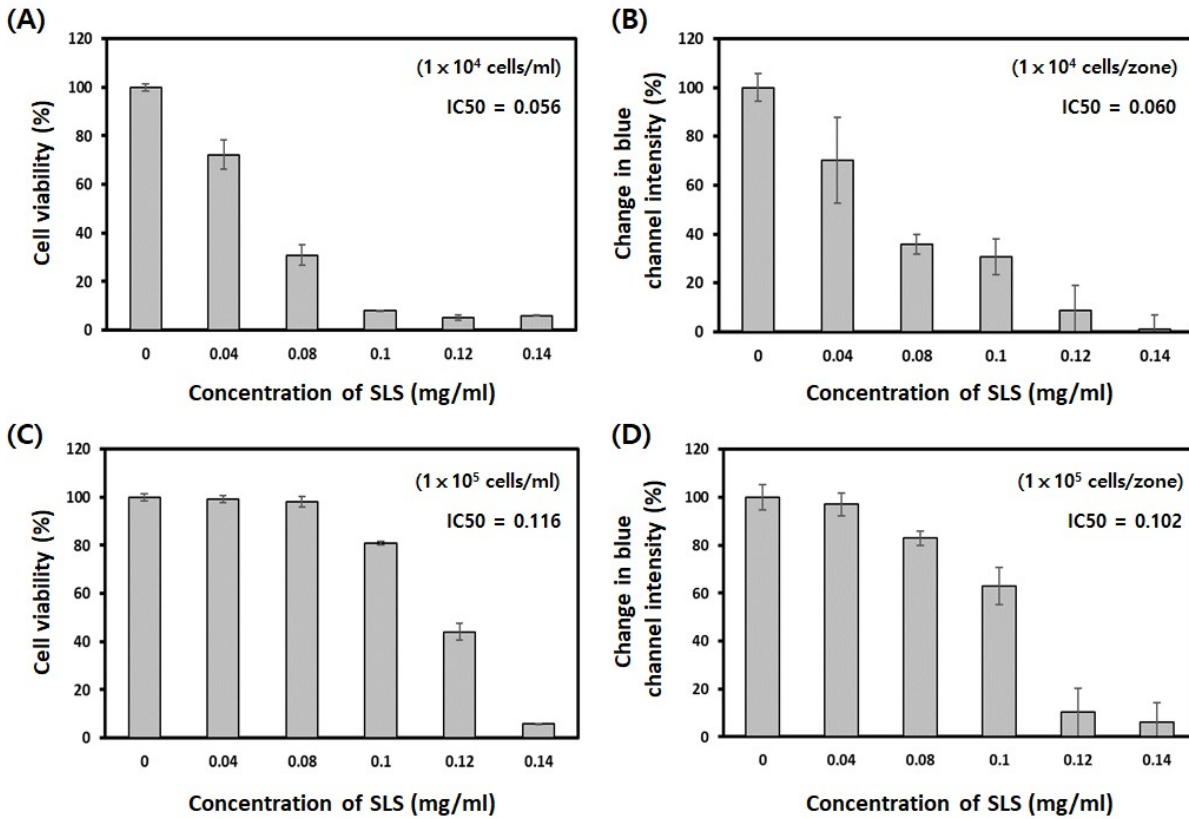 (A)
120
100
80
60
40
20
0
Cell viability (%)
(1 x 10⁴ cells/ml)
IC50 = 0.056
0 0.04 0.08 0.1 0.12 0.14
Concentration of SLS (mg/ml)
(B)
120
100
80
60
40
20
0
Change in blue
channel intensity (%)
(1 x 10⁴ cells/zone)
IC50 = 0.060
0 0.04 0.08 0.1 0.12 0.14
Concentration of SLS (mg/ml)
(C)
120
100
80
60
40
20
0
Cell viability (%)
(1 x 10⁵ cells/ml)
IC50 = 0.116
0 0.04 0.08 0.1 0.12 0.14
Concentration of SLS (mg/ml)
(D)
120
100
80
60
40
20
0
Change in blue
channel intensity (%)
(1 x 10⁵ cells/zone)
IC50 = 0.102
0 0.04 0.08 0.1 0.12 0.14
Concentration of SLS (mg/ml)